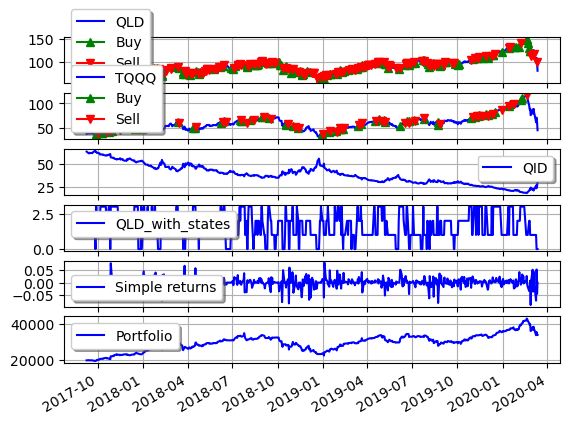 QLD
Buy
Sell
150
100
TQQQ
Buy
Sell
100
50
50
25
QID
2.5
0.0
QLD_with_states
0.05
0.00
−0.05
Simple returns
40000
20000
Portfolio
2017-10 2018-01 2018-04 2018-07 2018-10 2019-01 2019-04 2019-07 2019-10 2020-01 2020-04